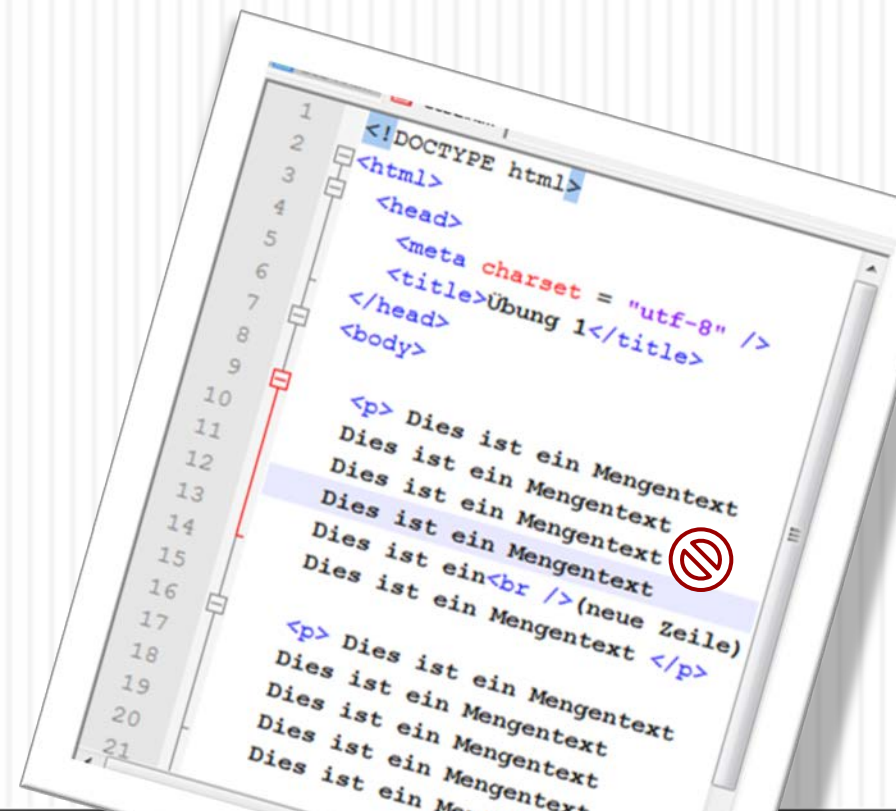 1 <!DOCTYPE html>
2 <html>
3 <head>
4 <meta charset = "utf-8" />
5 <title>Übung 1</title>
6 </head>
7 <body>
8
9 <p> Dies ist ein Mengentext
10 Dies ist ein Mengentext
11 Dies ist ein Mengentext
12 Dies ist ein Mengentext
13 Dies ist ein<br />(neue Zeile)
14 Dies ist ein Mengentext </p>
15
16 <p> Dies ist ein Mengentext
17 Dies ist ein Mengentext
18 Dies ist ein Mengentext
19 Dies ist ein Mengentext
20 Dies ist ein
21